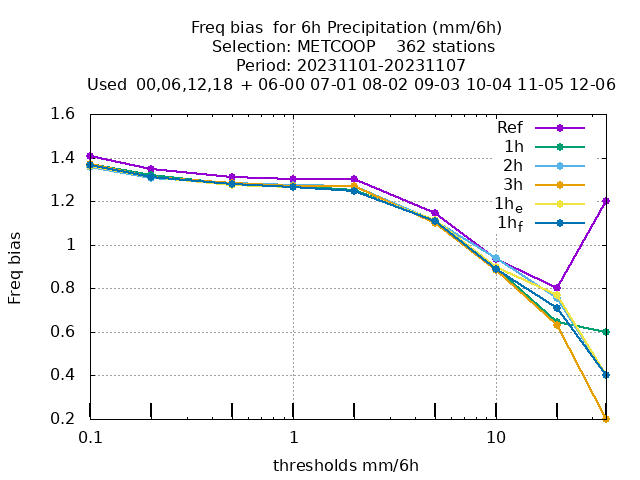 Freq bias  for 6h Precipitation (mm/6h)
Selection: METCOOP    362 stations
Period: 20231101-20231107
Used  00,06,12,18  + 06-00 07-01 08-02 09-03 10-04 11-05 12-06
1.6
1.4
1.2
1
0.8
0.6
0.4
0.2
Freq bias
Ref
1h
2h
3h
1he
1hf
0.1
1
10
thresholds mm/6h